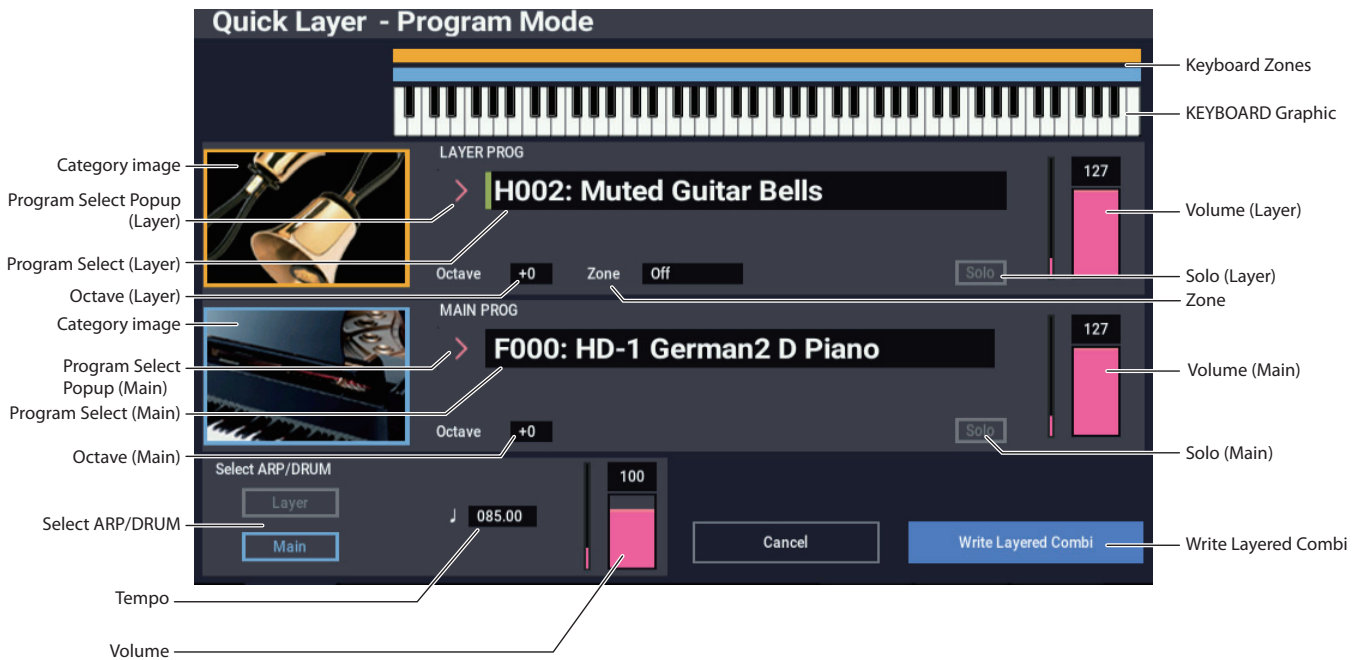 Quick Layer - Program Mode
Keyboard Zones
KEYBOARD Graphic
Category image
LAYER PROG
127
Program Select Popup
(Layer)
H002: Muted Guitar Bells
Volume (Layer)
Program Select (Layer)
Octave
+0
Zone
Off
Solo
Solo (Layer)
Octave (Layer)
Zone
Category image
MAIN PROG
127
Program Select
Popup (Main)
F000: HD-1 German2 D Piano
Volume (Main)
Program Select (Main)
Octave
+0
Solo
Octave (Main)
Solo (Main)
Select ARP/DRUM
100
Layer
♩ 085.00
Select ARP/DRUM
Main
Cancel
Write Layered Combi
Write Layered Combi
Tempo
Volume